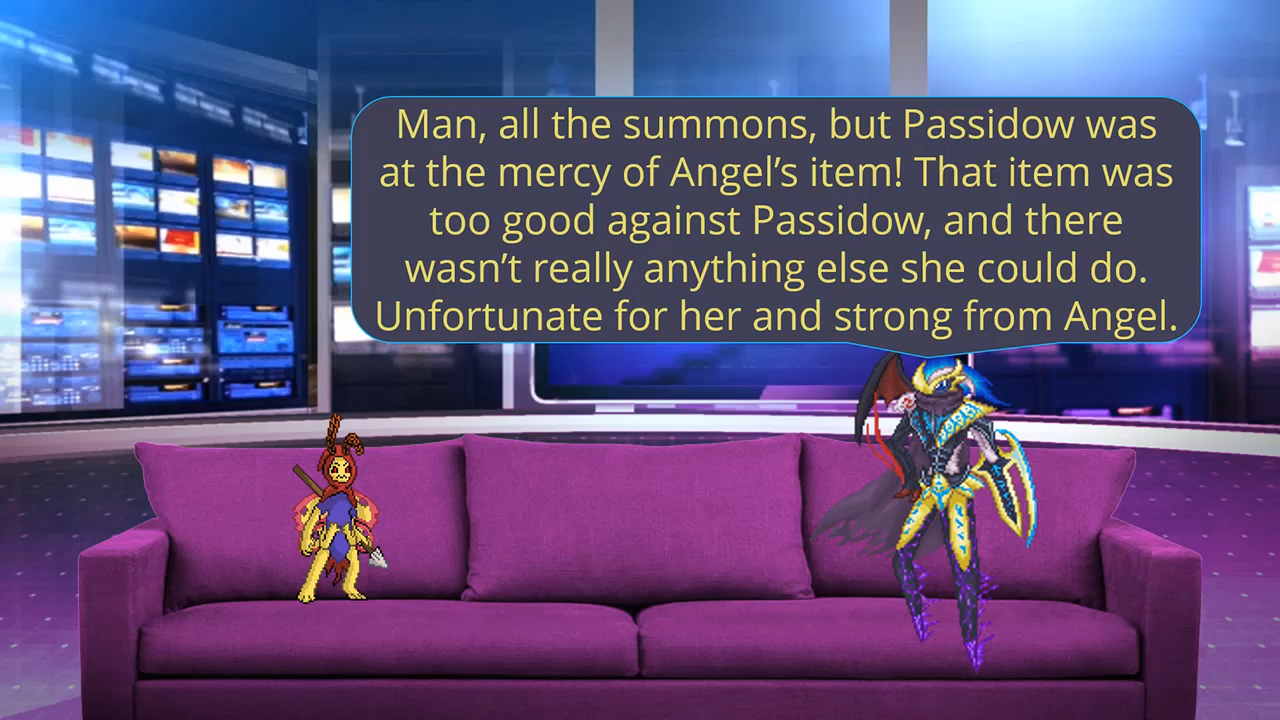 Man, all the summons, but Passidow was
at the mercy of Angel’s item! That item was
too good against Passidow, and there
wasn’t really anything else she could do.
Unfortunate for her and strong from Angel.